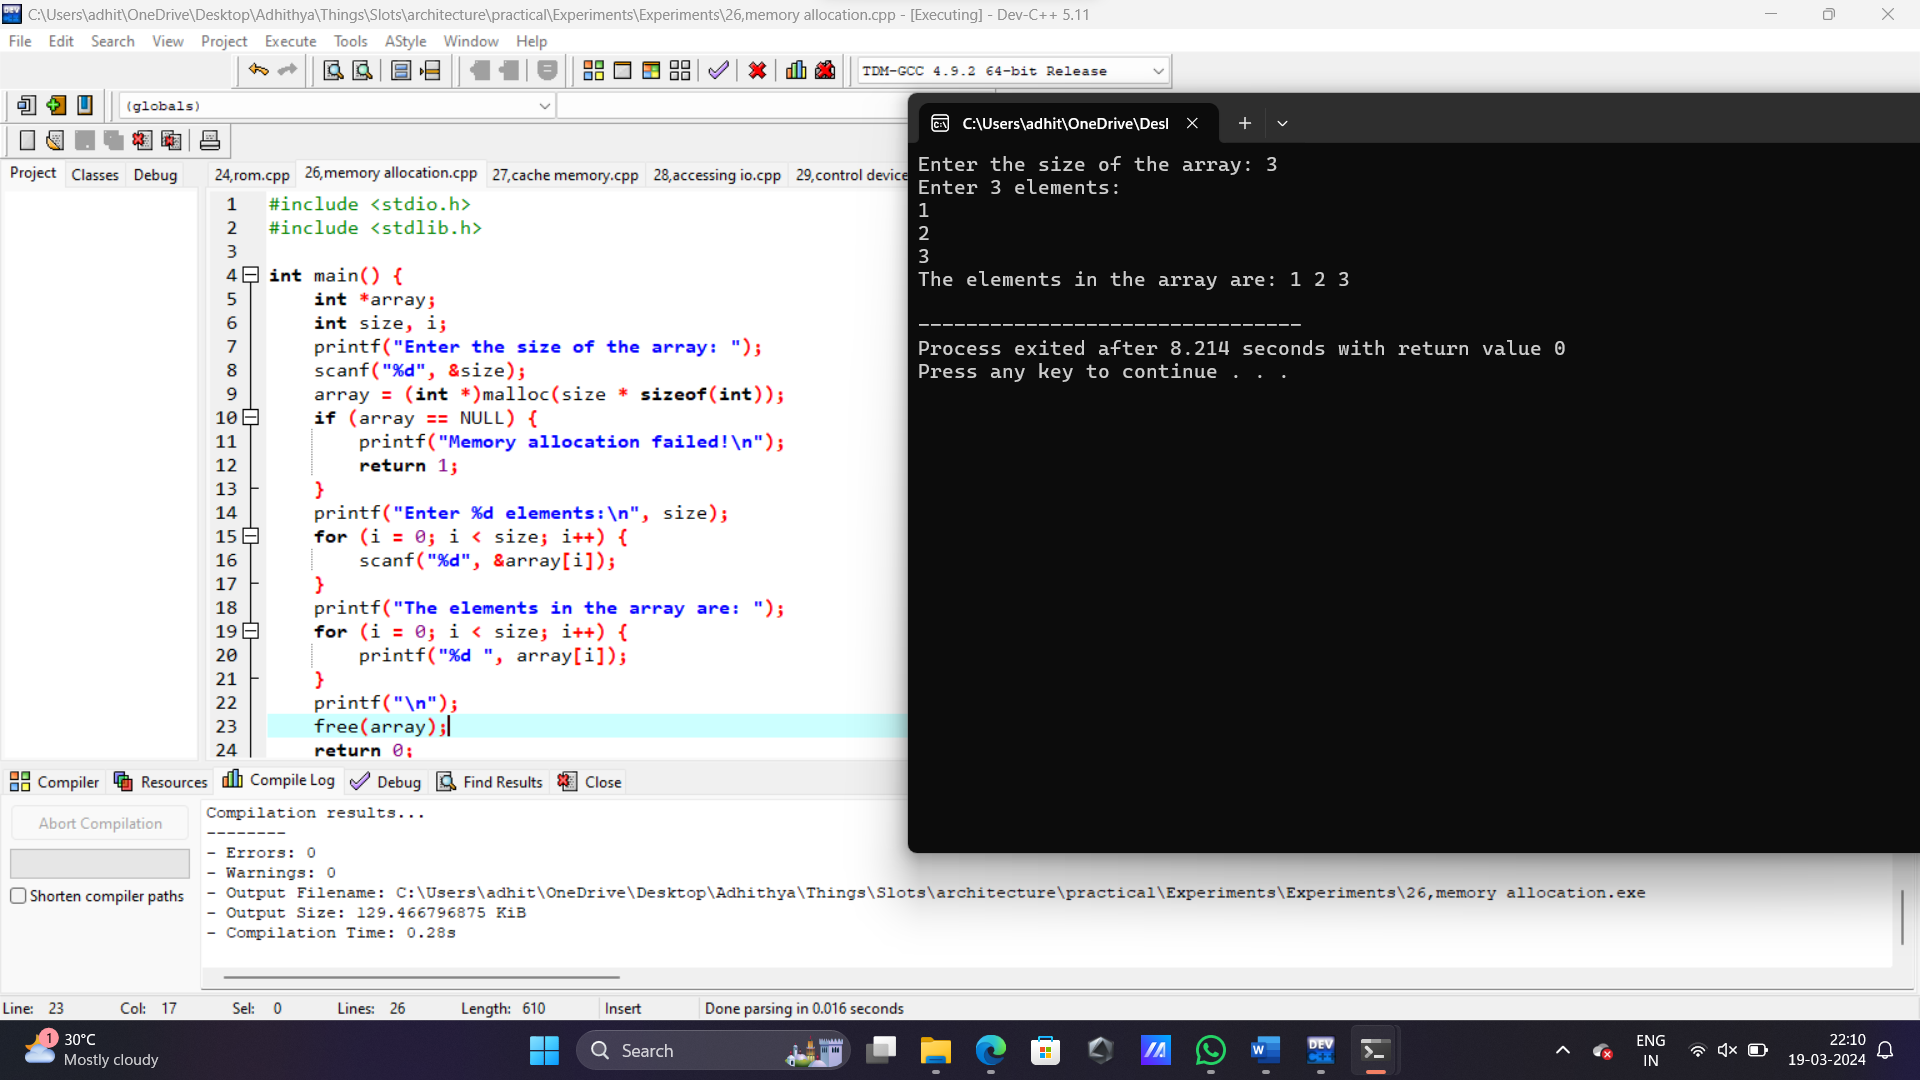 C:\Users\adhit\OneDrive\Desktop\Adhithya\Things\Slots\architecture\practical\Experiments\Experiments\26,memory allocation.cpp - [Executing] - Dev-C++ 5.11
File Edit Search View Project Execute Tools AStyle Window Help
TDM-GCC 4.9.2 64-bit Release
(globals)
Project Classes Debug
24,rom.cpp 26,memory allocation.cpp 27,cache memory.cpp 28,accessing io.cpp 29,control device
1 #include <stdio.h>
2 #include <stdlib.h>
3
4 int main() {
5 int *array;
6 int size, i;
7 printf("Enter the size of the array: ");
8 scanf("%d", &size);
9 array = (int *)malloc(size * sizeof(int));
10 if (array == NULL) {
11 printf("Memory allocation failed!\n");
12 return 1;
13 }
14 printf("Enter %d elements:\n", size);
15 for (i = 0; i < size; i++) {
16 scanf("%d", &array[i]);
17 }
18 printf("The elements in the array are: ");
19 for (i = 0; i < size; i++) {
20 printf("%d ", array[i]);
21 }
22 printf("\n");
23 free(array);
24 return 0;
C:\Users\adhit\OneDrive\Desl
Enter the size of the array: 3
Enter 3 elements:
1
2
3
The elements in the array are: 1 2 3
--------------------------------
Process exited after 8.214 seconds with return value 0
Press any key to continue . . .
Compiler Resources Compile Log Debug Find Results Close
Abort Compilation
Shorten compiler paths
Compilation results...
--------
- Errors: 0
- Warnings: 0
- Output Filename: C:\Users\adhit\OneDrive\Desktop\Adhithya\Things\Slots\architecture\practical\Experiments\Experiments\26,memory allocation.exe
- Output Size: 129.466796875 KiB
- Compilation Time: 0.28s
Line: 23 Col: 17 Sel: 0 Lines: 26 Length: 610 Insert Done parsing in 0.016 seconds
1
30°C
Mostly cloudy
Search
DEV
ENG
IN
22:10
19-03-2024